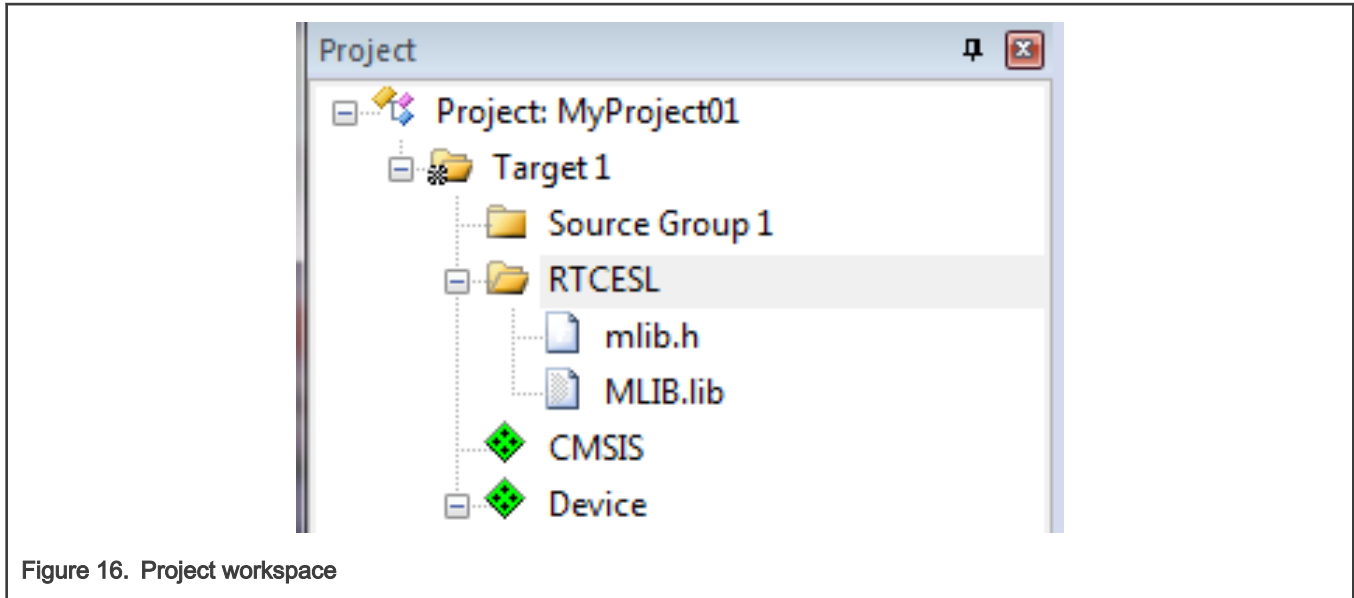 Project
Project: MyProject01
Target 1
Source Group 1
RTCESL
mlib.h
MLIB.lib
CMSIS
Device
Figure 16. Project workspace